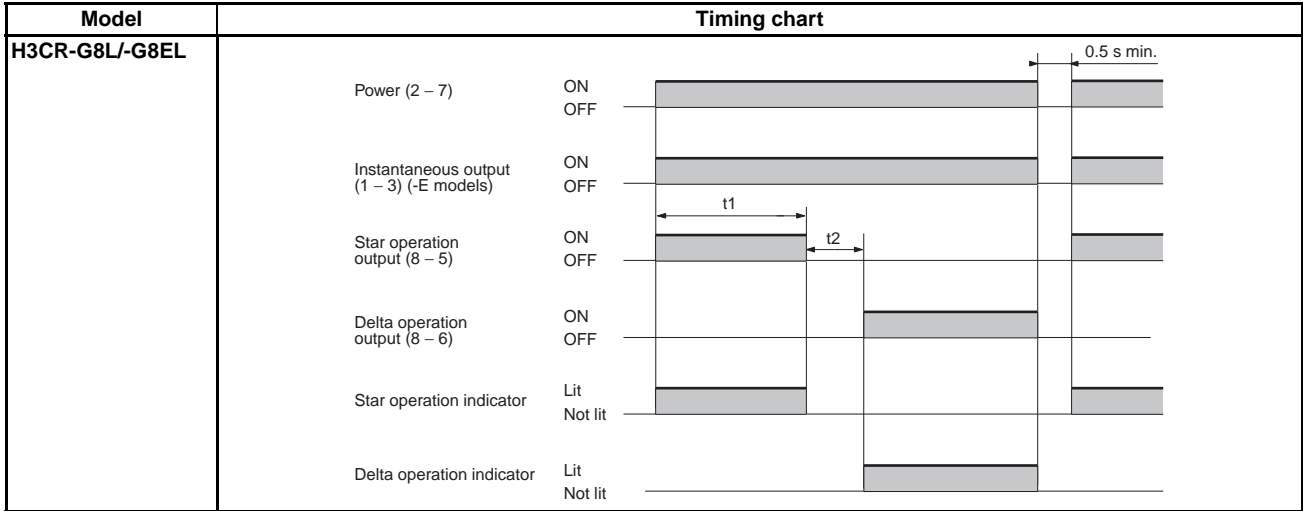 Model
Timing chart
H3CR-G8L/-G8EL
0.5 s min.
Power (2 – 7)
ON
OFF
Instantaneous output
(1 – 3) (-E models)
ON
OFF
t1
Star operation
output (8 – 5)
ON
OFF
t2
Delta operation
output (8 – 6)
ON
OFF
Star operation indicator
Lit
Not lit
Delta operation indicator
Lit
Not lit